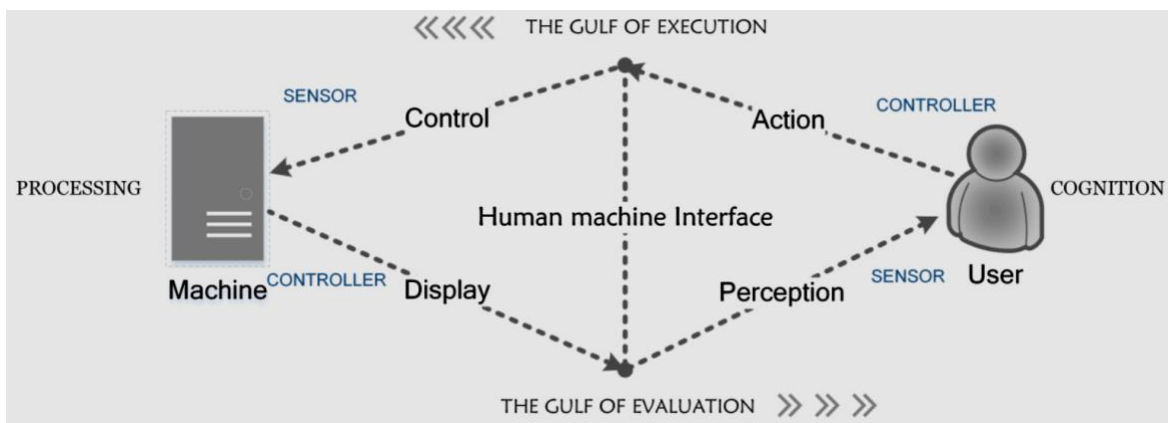 THE GULF OF EXECUTION
SENSOR
CONTROLLER
Control
Action
PROCESSING
COGNITION
Human machine Interface
Machine
CONTROLLER
Display
Perception
SENSOR
User
THE GULF OF EVALUATION